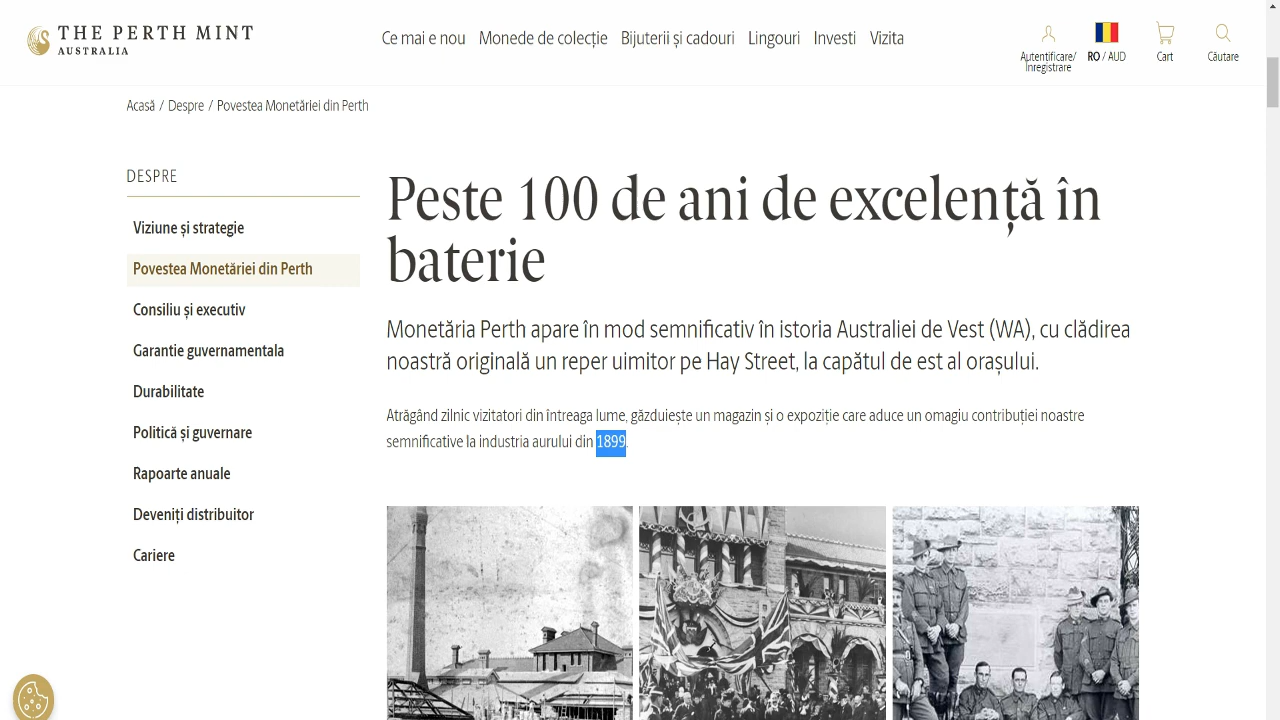 THE PERTH MINT
AUSTRALIA
Ce mai e nou
Monede de colecție
Bijuterii și cadouri
Lingouri
Investi
Vizita
Autentificare/
Înregistrare
RO / AUD
Cart
Căutare
Acasă / Despre / Povestea Monetăriei din Perth
DESPRE
Viziune și strategie
Povestea Monetăriei din Perth
Consiliu și executiv
Garantie guvernamentala
Durabilitate
Politică și guvernare
Rapoarte anuale
Deveniți distribuitor
Cariere
Peste 100 de ani de excelență în
baterie
Monetăria Perth apare în mod semnificativ în istoria Australiei de Vest (WA), cu clădirea
noastră originală un reper uimitor pe Hay Street, la capătul de est al orașului.
Atrăgând zilnic vizitatori din întreaga lume, găzduiește un magazin și o expoziție care aduce un omagiu contribuției noastre
semnificative la industria aurului din 1899.